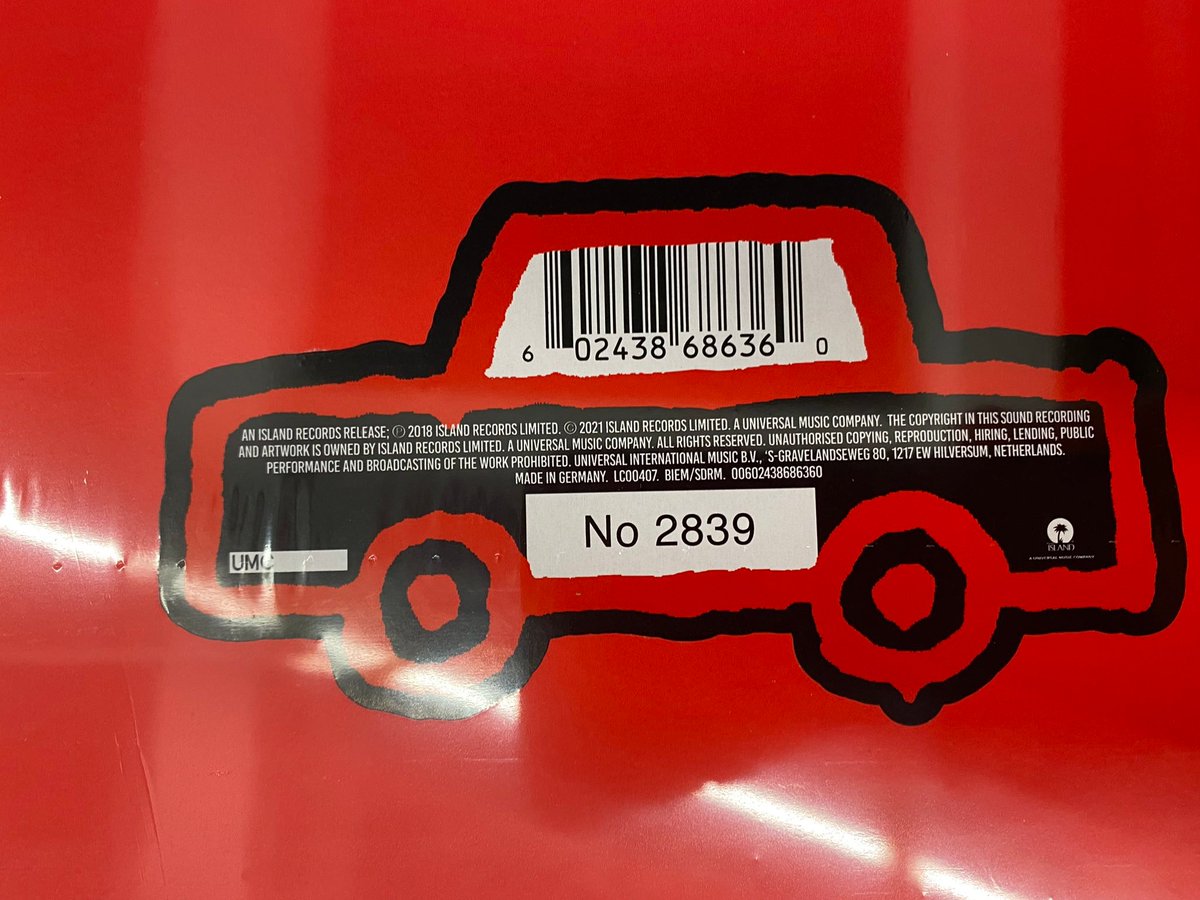 6 02438 68636 0
AN ISLAND RECORDS RELEASE; ℗ 2018 ISLAND RECORDS LIMITED. © 2021 ISLAND RECORDS LIMITED. A UNIVERSAL MUSIC COMPANY. THE COPYRIGHT IN THIS SOUND RECORDING
AND ARTWORK IS OWNED BY ISLAND RECORDS LIMITED. A UNIVERSAL MUSIC COMPANY. ALL RIGHTS RESERVED. UNAUTHORISED COPYING, REPRODUCTION, HIRING, LENDING, PUBLIC
PERFORMANCE AND BROADCASTING OF THE WORK PROHIBITED. UNIVERSAL INTERNATIONAL MUSIC B.V., 'S-GRAVELANDSEWEG 80, 1217 EW HILVERSUM, NETHERLANDS.
MADE IN GERMANY. LC00407. BIEM/SDRM. 00602438686360
No 2839
UMC
ISLAND
A UNIVERSAL MUSIC COMPANY